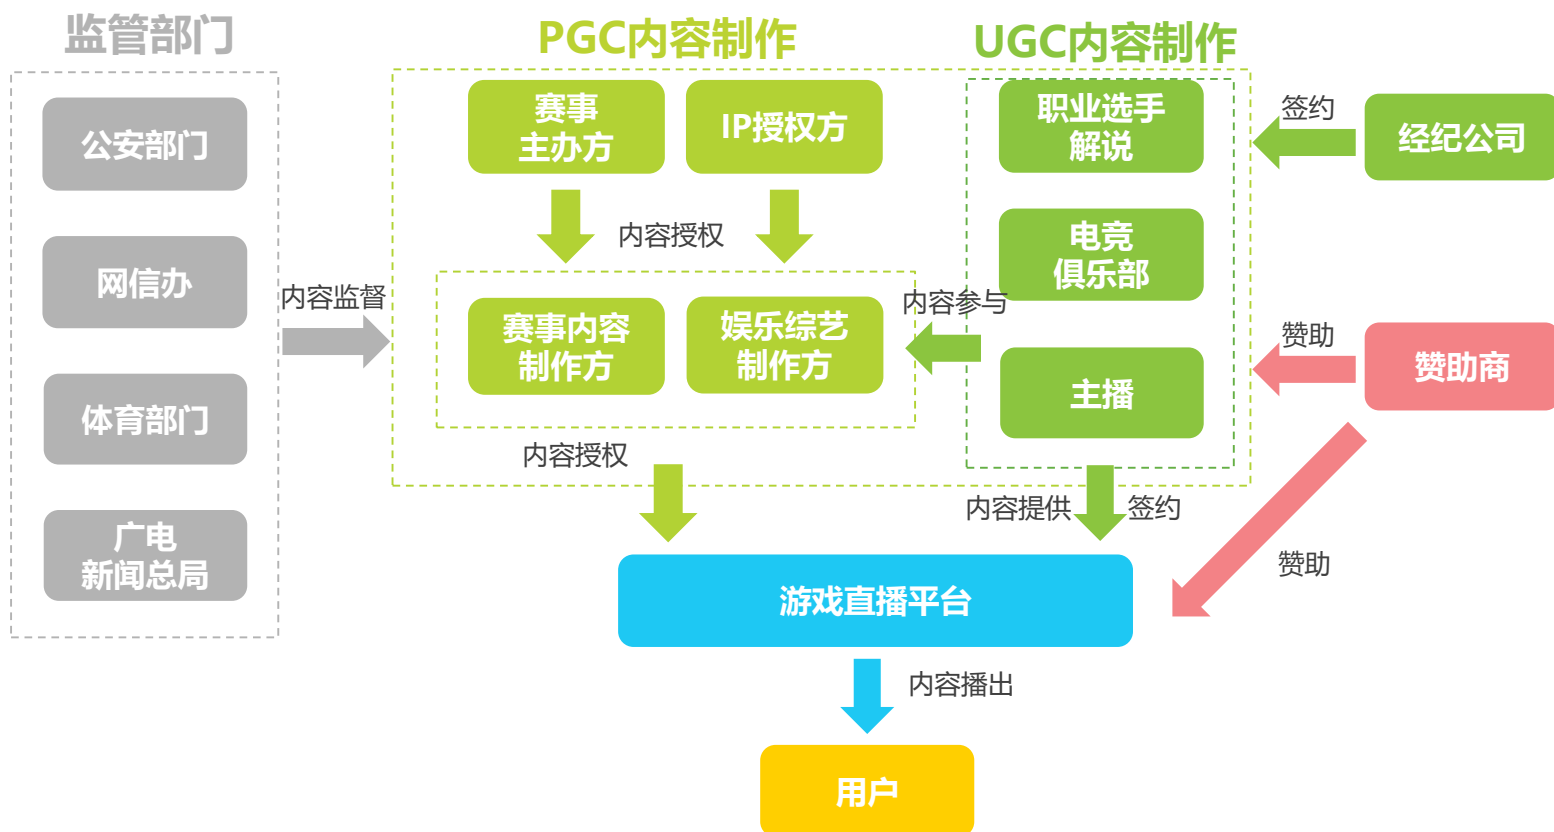 监管部门
PGC内容制作
UGC内容制作
公安部门
网信办
体育部门
广电
新闻总局
内容监督
赛事
主办方
IP授权方
内容授权
赛事内容
制作方
娱乐综艺
制作方
内容授权
职业选手
解说
电竞
俱乐部
主播
内容参与
签约
经纪公司
赞助
赞助商
内容提供
签约
赞助
游戏直播平台
内容播出
用户